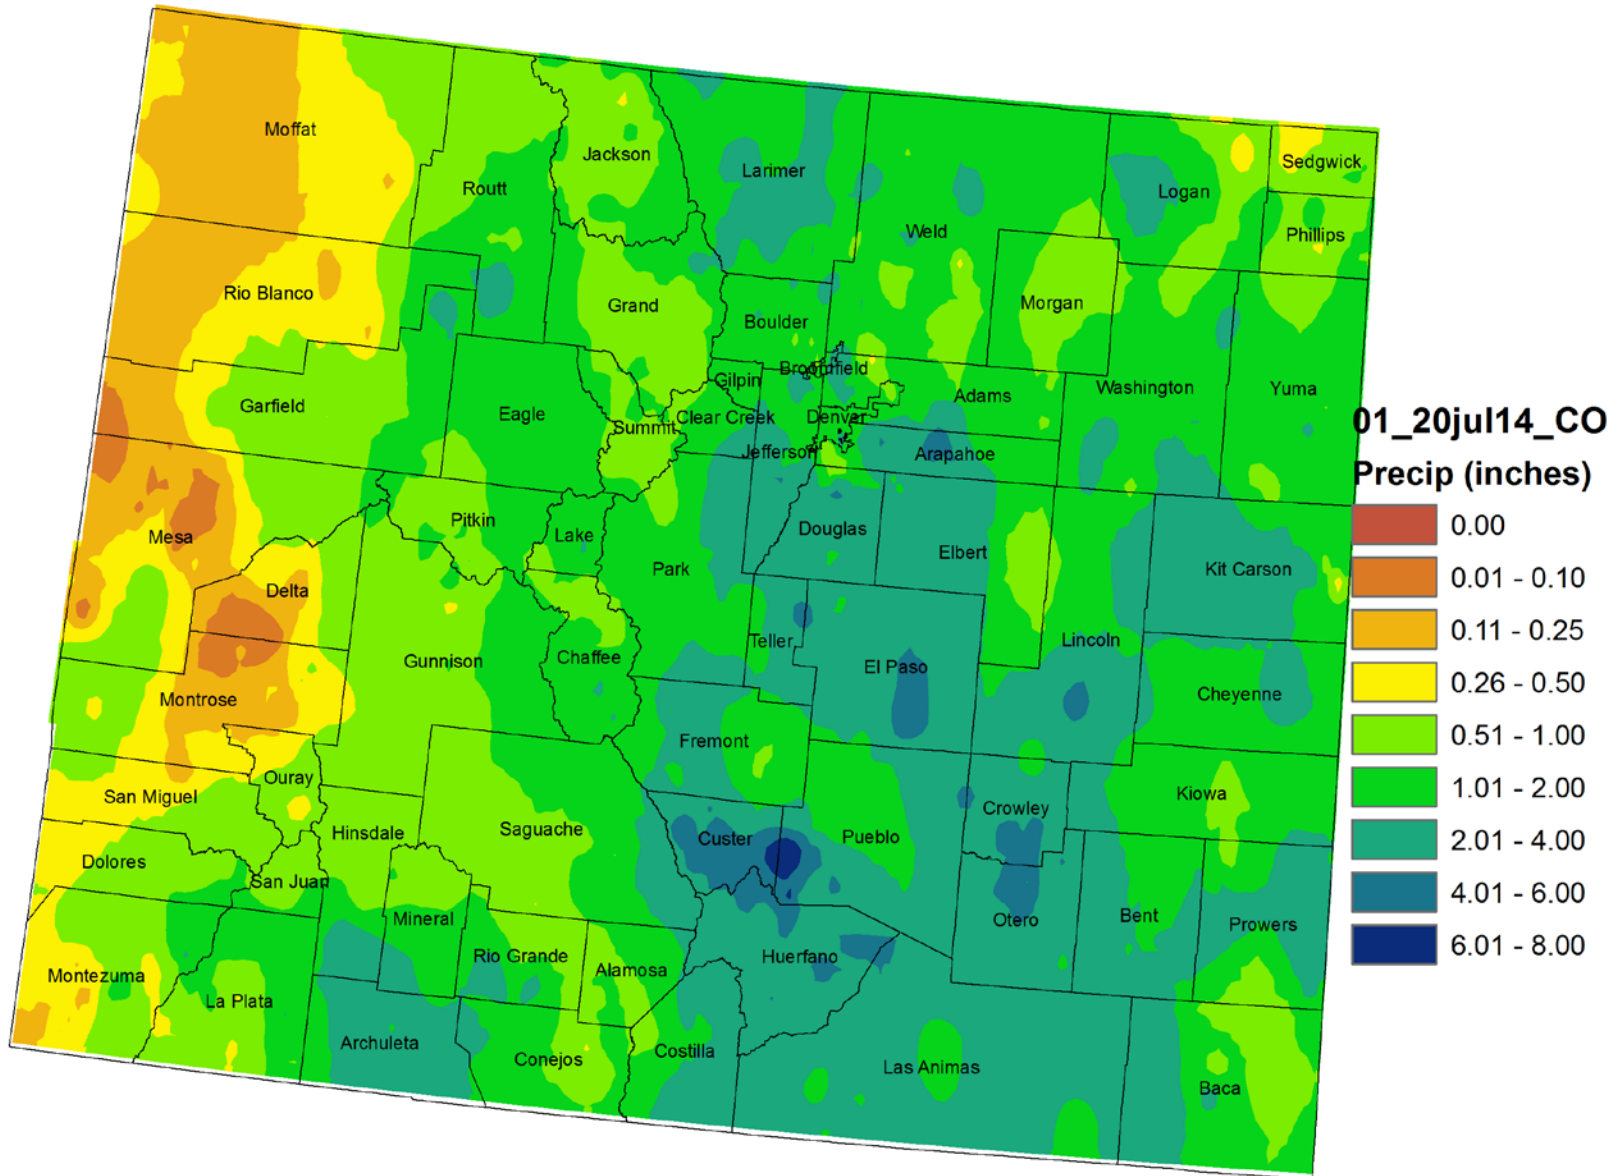 Moffat
Jackson
Routt
Larimer
Sedgwick
Logan
Weld
Phillips
Rio Blanco
Grand
Morgan
Boulder
Broomfield
Gilpin
Washington
Yuma
Garfield
Eagle
Adams
Clear Creek
Denver
Summit
Jefferson
Arapahoe
Mesa
Pitkin
Lake
Douglas
Elbert
Park
Kit Carson
Delta
Teller
Lincoln
Gunnison
Chaffee
El Paso
Montrose
Cheyenne
Fremont
Ouray
San Miguel
Kiowa
Crowley
Hinsdale
Saguache
Custer
Pueblo
Dolores
San Juan
Mineral
Otero
Bent
Prowers
Rio Grande
Alamosa
Huerfano
Montezuma
La Plata
Archuleta
Conejos
Costilla
Las Animas
Baca
01_20jul14_CO
Precip (inches)
0.00
0.01 - 0.10
0.11 - 0.25
0.26 - 0.50
0.51 - 1.00
1.01 - 2.00
2.01 - 4.00
4.01 - 6.00
6.01 - 8.00